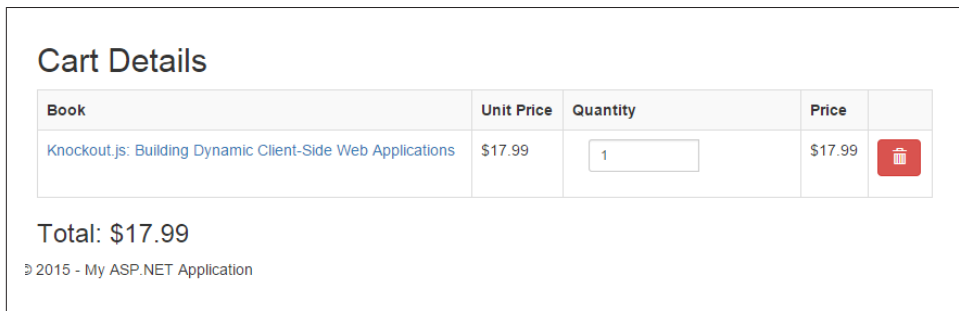 Cart Details
Book Unit Price Quantity Price
Knockout.js: Building Dynamic Client-Side Web Applications $17.99 1 $17.99
Total: $17.99
© 2015 - My ASP.NET Application